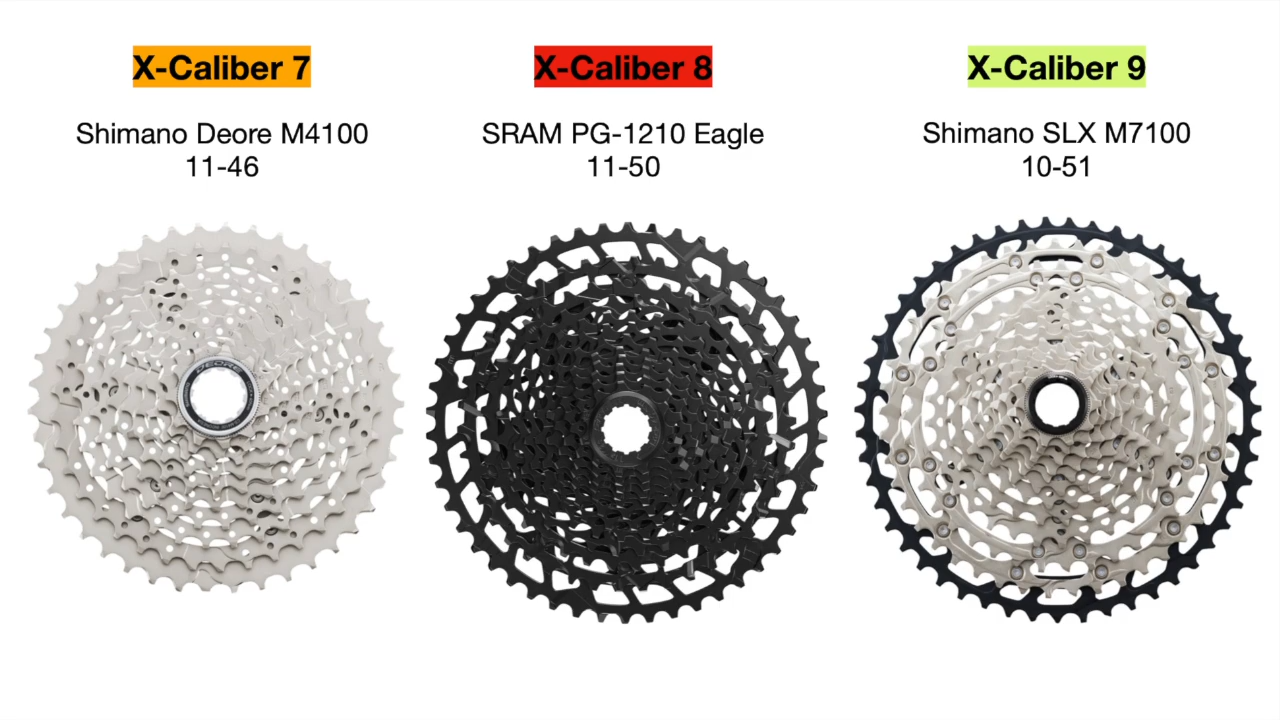 X-Caliber 7
Shimano Deore M4100
11-46
X-Caliber 8
SRAM PG-1210 Eagle
11-50
X-Caliber 9
Shimano SLX M7100
10-51
DEORE